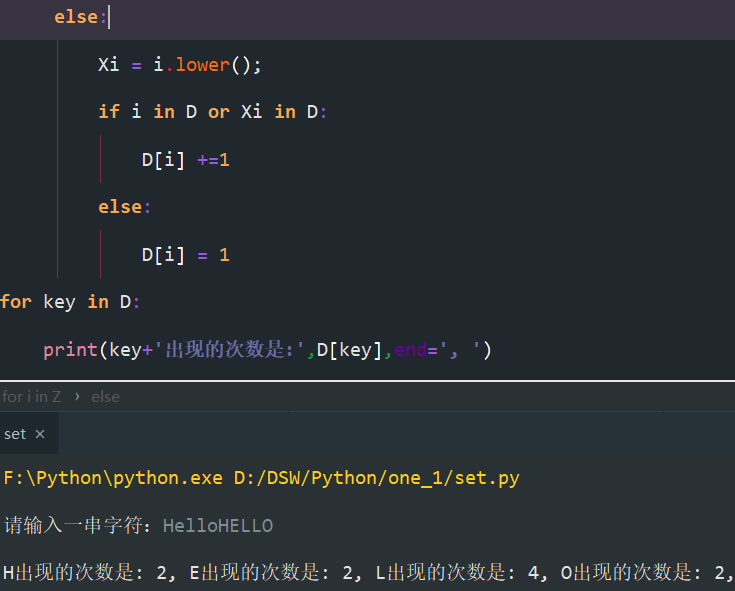 else:
Xi = i.lower();
if i in D or Xi in D:
D[i] +=1
else:
D[i] = 1
for key in D:
print(key+'出现的次数是:',D[key],end=', ')
for i in Z › else
set ×
F:\Python\python.exe D:/DSW/Python/one_1/set.py
请输入一串字符：HelloHELLO
H出现的次数是: 2, E出现的次数是: 2, L出现的次数是: 4, O出现的次数是: 2,